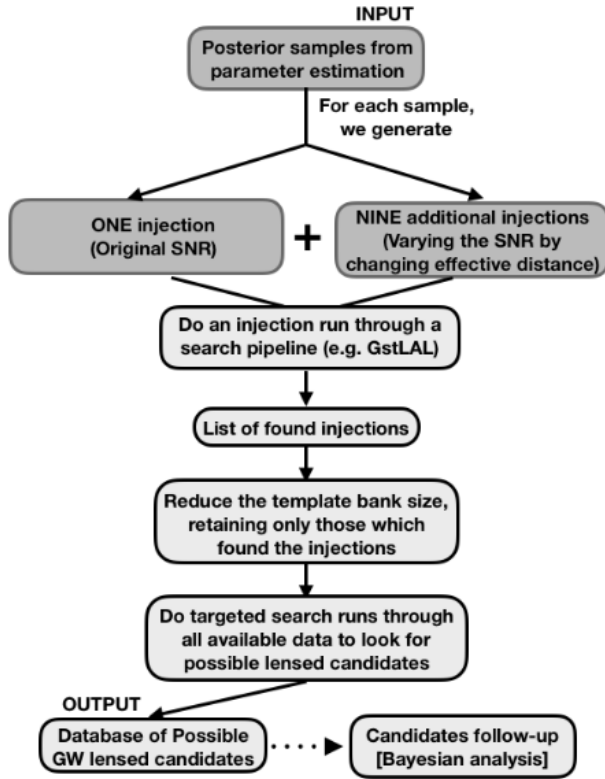 INPUT
Posterior samples from
parameter estimation
For each sample,
we generate
ONE injection
(Original SNR)
+
NINE additional injections
(Varying the SNR by
changing effective distance)
Do an injection run through a
search pipeline (e.g. GstLAL)
List of found injections
Reduce the template bank size,
retaining only those which
found the injections
Do targeted search runs through
all available data to look for
possible lensed candidates
OUTPUT
Database of Possible
GW lensed candidates
Candidates follow-up
[Bayesian analysis]